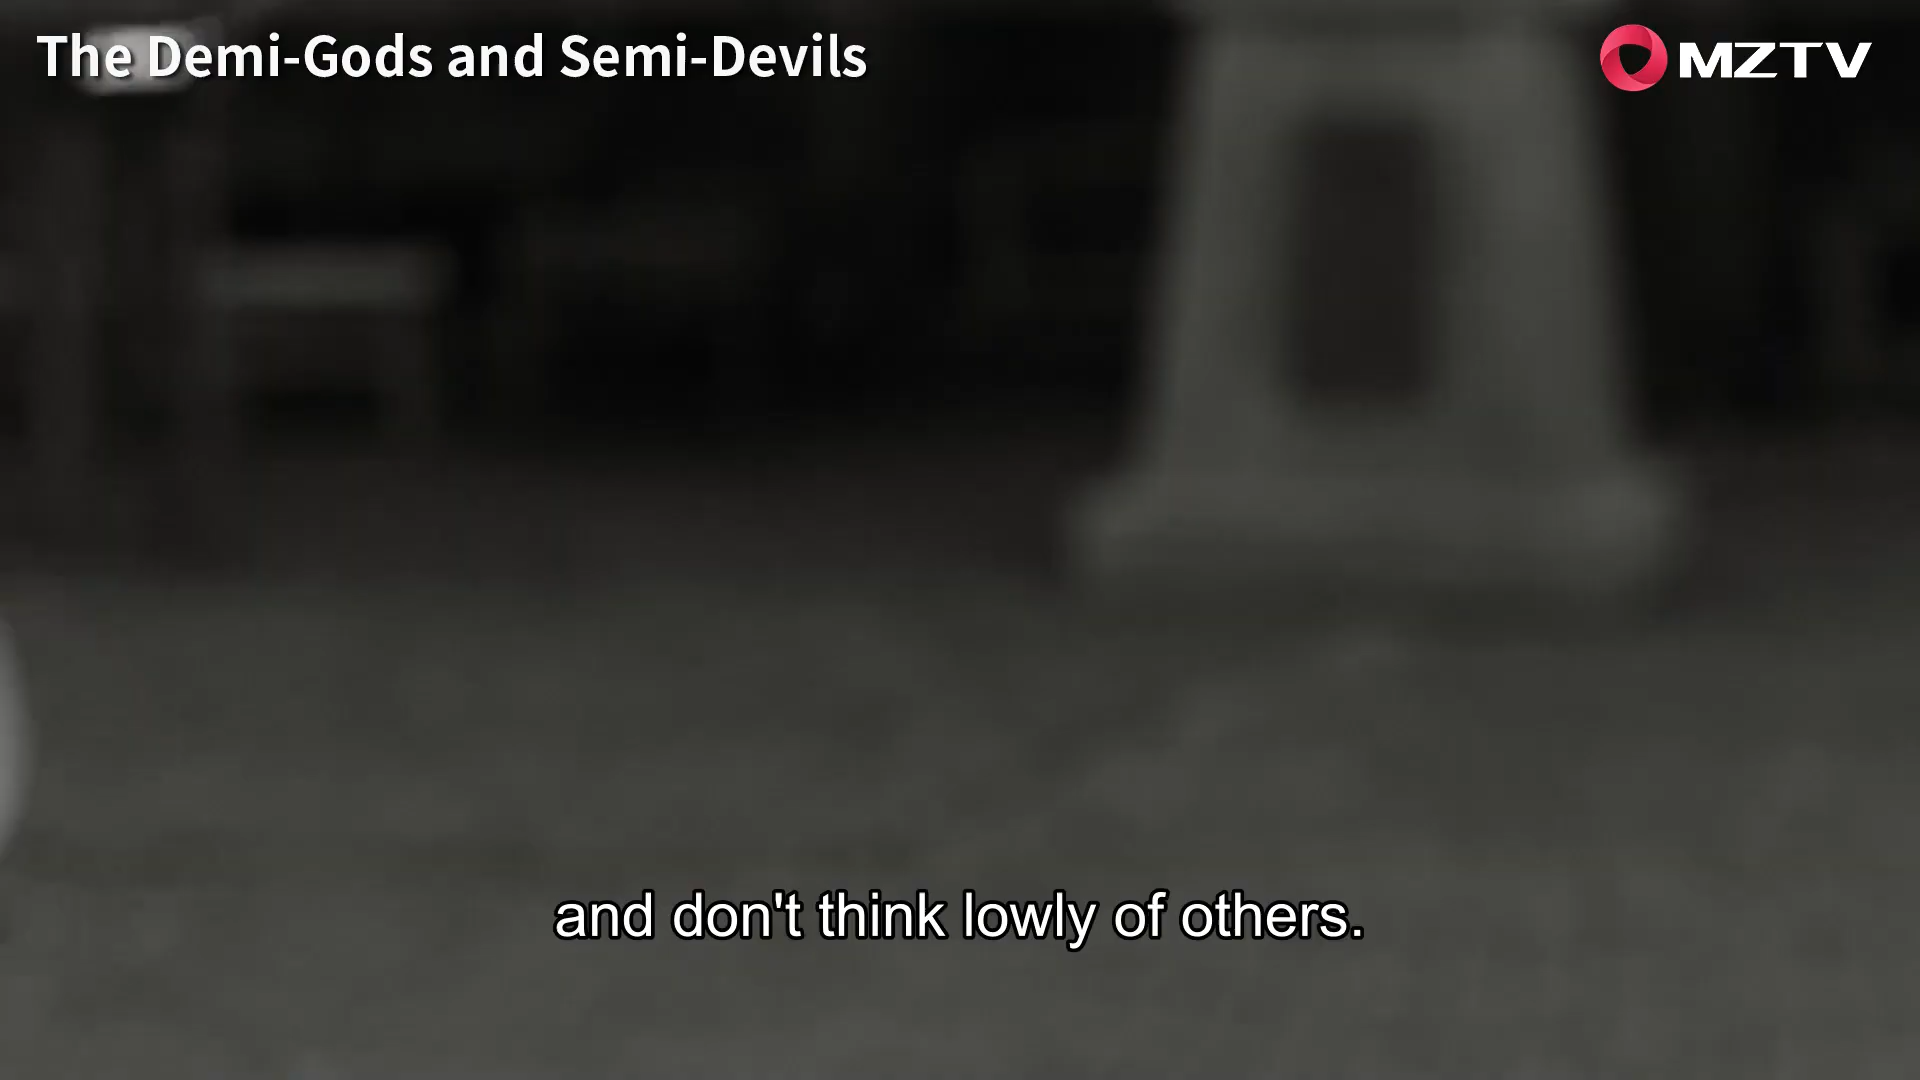 The Demi-Gods and Semi-Devils
MZTV
and don't think lowly of others.